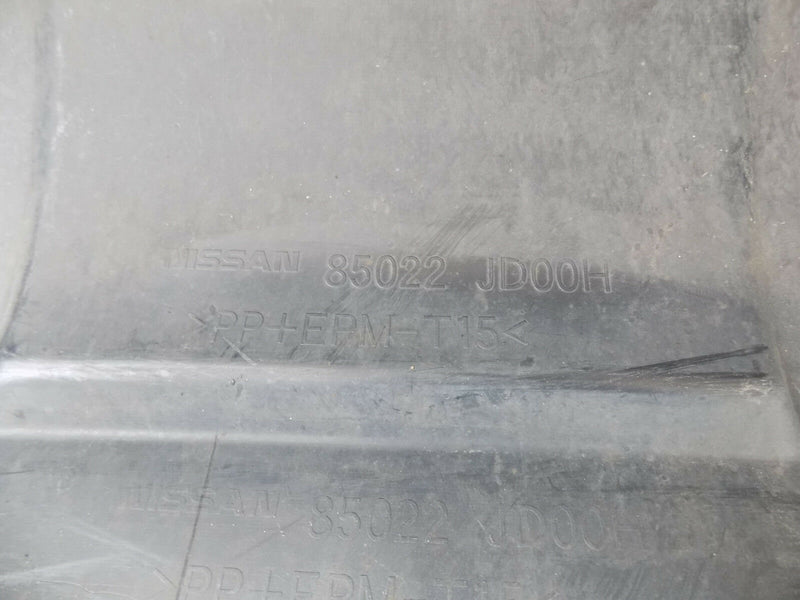 NISSAN 85022 JD00H
>PP+EPM-T15<
NISSAN 85022 JD00H
>PP+EPM-T15